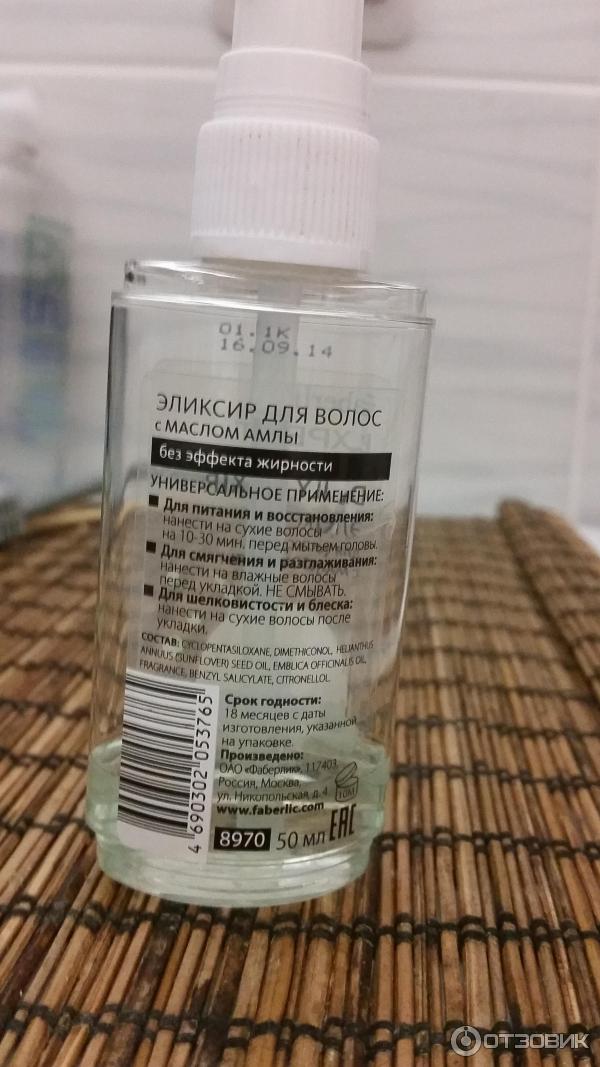 01.1K
16.09.14
ЭЛИКСИР ДЛЯ ВОЛОС
с МАСЛОМ АМЛЫ
без эффекта жирности
УНИВЕРСАЛЬНОЕ ПРИМЕНЕНИЕ:
■ Для питания и восстановления:
нанести на сухие волосы
на 10-30 мин. перед мытьем головы.
■ Для смягчения и разглаживания:
нанести на влажные волосы
перед укладкой. НЕ СМЫВАТЬ.
■ Для шелковистости и блеска:
нанести на сухие волосы после
укладки.
СОСТАВ: CYCLOPENTASILOXANE, DIMETHICONOL, HELIANTHUS
ANNUUS (SUNFLOWER) SEED OIL, EMBLICA OFFICINALIS OIL,
FRAGRANCE, BENZYL SALICYLATE, CITRONELLOL.
Срок годности:
18 месяцев с даты
изготовления, указанной
на упаковке.
Произведено:
ОАО «Фаберлик», 117403,
Россия, Москва,
ул. Никопольская, д. 4
www.faberlic.com
10M
4 690302 053765
8970 50 мл EAC
ОТЗОВИК